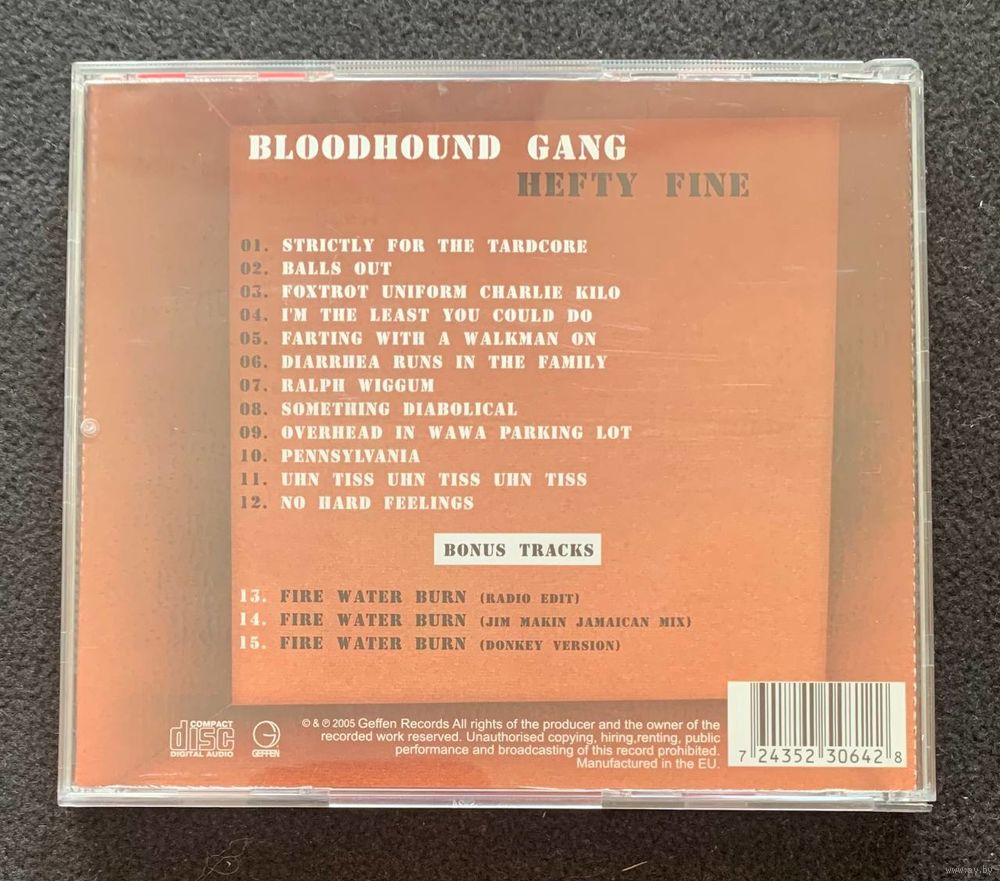 BLOODHOUND GANG
HEFTY FINE
01. STRICTLY FOR THE TARDCORE
02. BALLS OUT
03. FOXTROT UNIFORM CHARLIE KILO
04. I'M THE LEAST YOU COULD DO
05. FARTING WITH A WALKMAN ON
06. DIARRHEA RUNS IN THE FAMILY
07. RALPH WIGGUM
08. SOMETHING DIABOLICAL
09. OVERHEAD IN WAWA PARKING LOT
10. PENNSYLVANIA
11. UHN TISS UHN TISS UHN TISS
12. NO HARD FEELINGS
BONUS TRACKS
13. FIRE WATER BURN (RADIO EDIT)
14. FIRE WATER BURN (JIM MAKIN JAMAICAN MIX)
15. FIRE WATER BURN (DONKEY VERSION)
COMPACT
disc
DIGITAL AUDIO
G
GEFFEN
© & ℗ 2005 Geffen Records All rights of the producer and the owner of the
recorded work reserved. Unauthorised copying, hiring,renting, public
performance and broadcasting of this record prohibited.
Manufactured in the EU.
7 24352 30642 8
www.ay.by